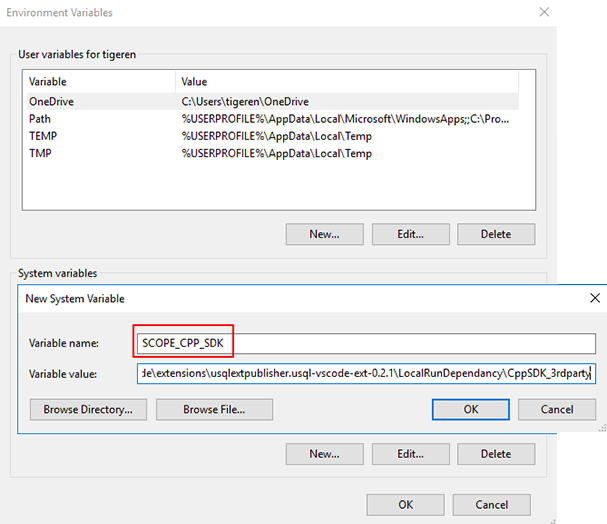 Environment Variables
User variables for tigeren
Variable Value
OneDrive C:\Users\tigeren\OneDrive
Path %USERPROFILE%\AppData\Local\Microsoft\WindowsApps;;C:\Pro...
TEMP %USERPROFILE%\AppData\Local\Temp
TMP %USERPROFILE%\AppData\Local\Temp
New... Edit... Delete
System variables
New System Variable
Variable name: SCOPE_CPP_SDK
Variable value: de\extensions\usqlextpublisher.usql-vscode-ext-0.2.1\LocalRunDependancy\CppSDK_3rdparty
Browse Directory... Browse File... OK Cancel
New... Edit... Delete
OK Cancel